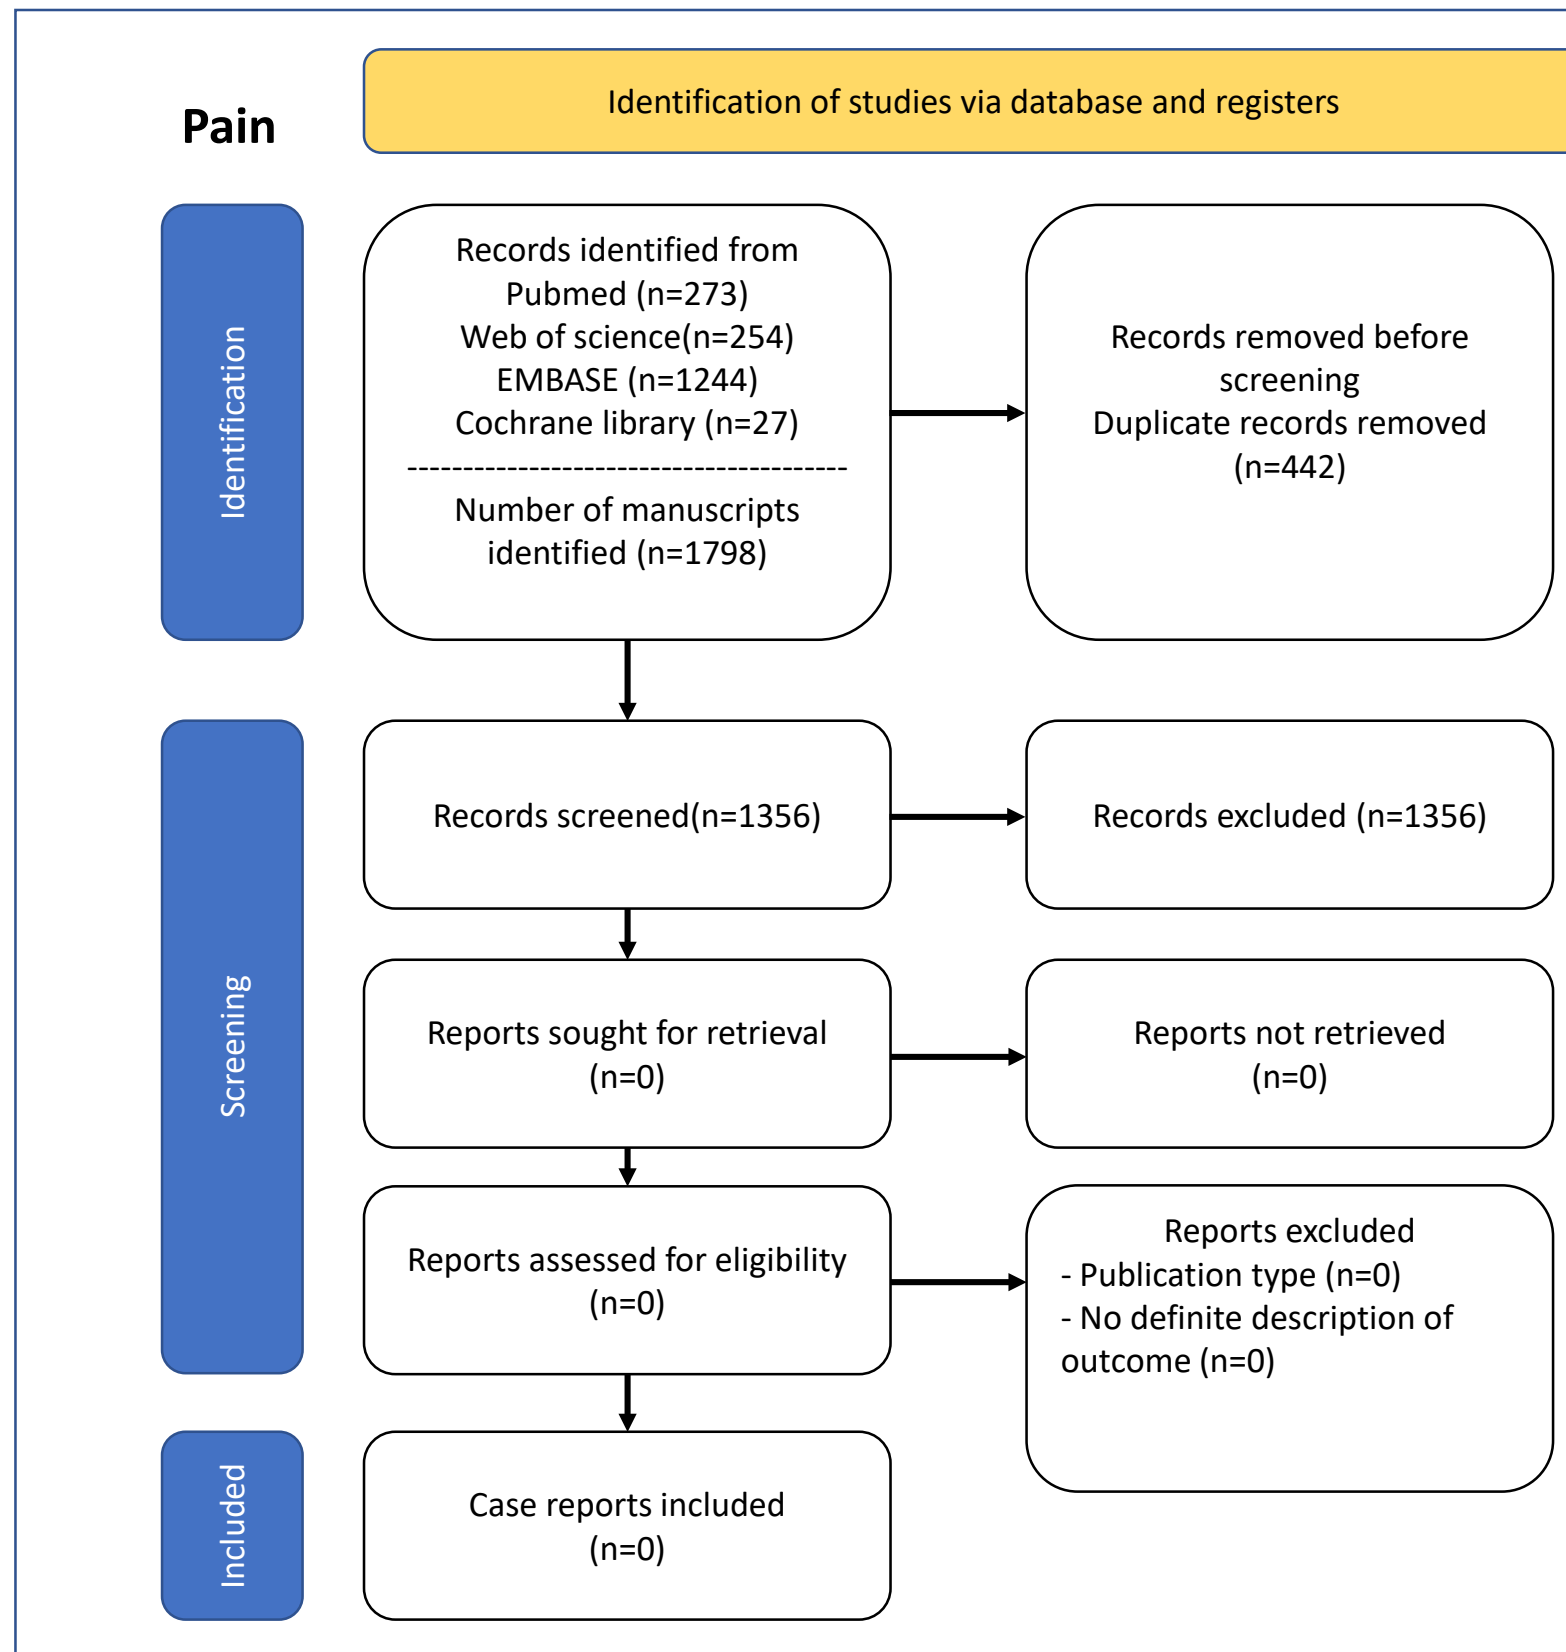 Pain
Identification of studies via database and registers
Identification
Records identified from
Pubmed (n=273)
Web of science(n=254)
EMBASE (n=1244)
Cochrane library (n=27)
----------------------------------------
Number of manuscripts
identified (n=1798)
Records removed before
screening
Duplicate records removed
(n=442)
Screening
Records screened(n=1356)
Records excluded (n=1356)
Reports sought for retrieval
(n=0)
Reports not retrieved
(n=0)
Reports assessed for eligibility
(n=0)
Reports excluded
- Publication type (n=0)
- No definite description of
outcome (n=0)
Included
Case reports included
(n=0)